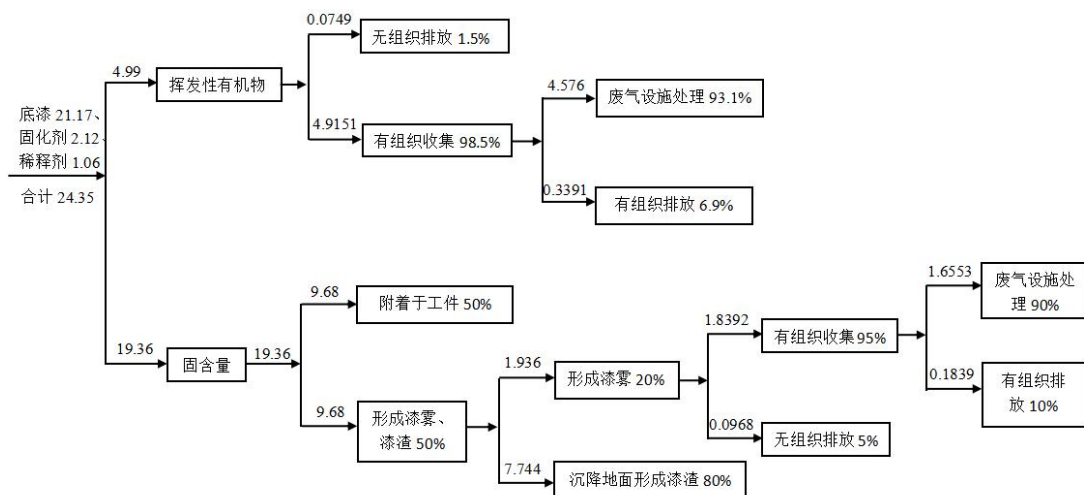 0.0749
无组织排放 1.5%
4.99
挥发性有机物
4.576
废气设施处理 93.1%
底漆 21.17、
固化剂 2.12、
稀释剂 1.06
合计 24.35
4.9151
有组织收集 98.5%
0.3391
有组织排放 6.9%
9.68
附着于工件 50%
19.36
固含量
19.36
9.68
形成漆雾、
漆渣 50%
1.936
形成漆雾 20%
7.744
沉降地面形成漆渣 80%
1.8392
有组织收集 95%
0.0968
无组织排放 5%
1.6553
废气设施处
理 90%
0.1839
有组织排
放 10%